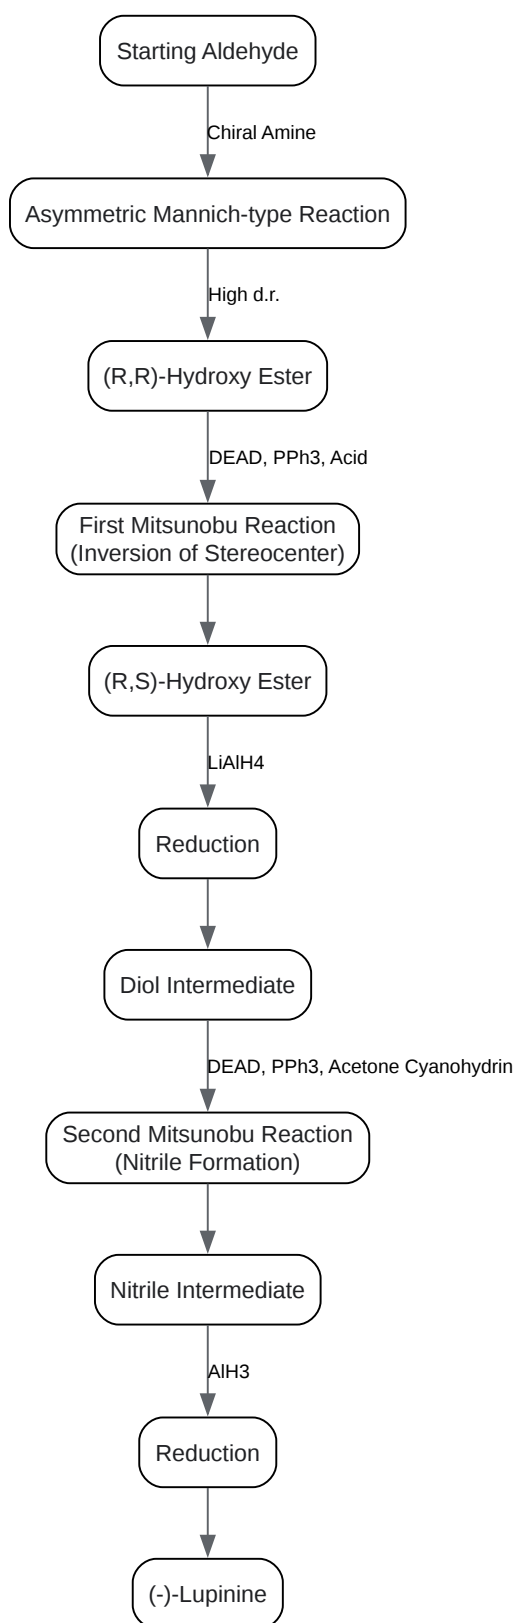 Starting Aldehyde
Chiral Amine
Asymmetric Mannich-type Reaction
High d.r.
(R,R)-Hydroxy Ester
DEAD, PPh3, Acid
First Mitsunobu Reaction
(Inversion of Stereocenter)
(R,S)-Hydroxy Ester
LiAlH4
Reduction
Diol Intermediate
DEAD, PPh3, Acetone Cyanohydrin
Second Mitsunobu Reaction
(Nitrile Formation)
Nitrile Intermediate
AlH3
Reduction
(-)-Lupinine